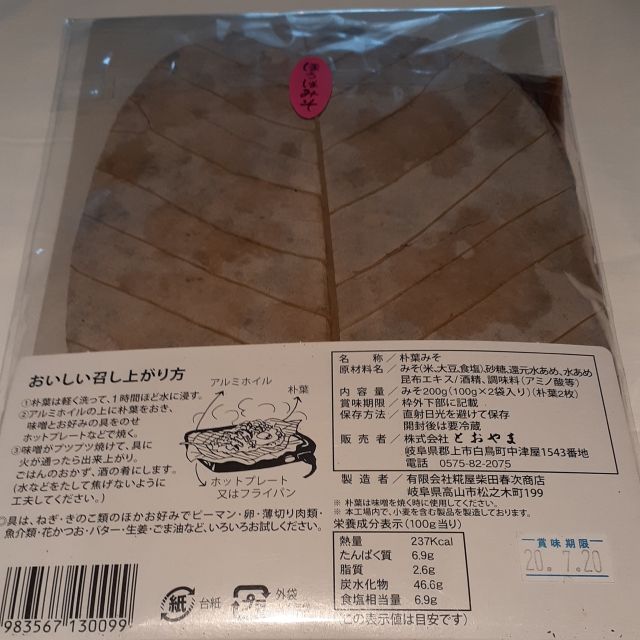 ほうばみそ
おいしい召し上がり方
①朴葉は軽く洗って、1時間ほど水に浸す。
②アルミホイルの上に朴葉をおき、
味噌とお好みの具をのせ
ホットプレートなどで焼く。
③味噌がプツプツ焼けて、具に
火が通ったら出来上がり。
ごはんのおかず、酒の肴にします。
(水などをたして焦げないように
工夫してください。)
アルミホイル
朴葉
ホットプレート
又はフライパン
◎具は、ねぎ・きのこ類のほかお好みでピーマン・卵・薄切り肉類・
魚介類・花かつお・バター・生姜・ごま油など、いろいろお試しください。
名 称/朴葉みそ
原材料名/みそ(米、大豆、食塩)、砂糖、還元水あめ、水あめ
昆布エキス/酒精、調味料(アミノ酸等)
内 容 量/みそ200g(100g×2袋入り)(朴葉2枚)
賞味期限/枠外下部に記載
保存方法/直射日光を避けて保存
開封後は要冷蔵
販 売 者/株式会社 とおやま
岐阜県郡上市白鳥町中津屋1543番地
電話 0575-82-2075
製 造 者/有限会社糀屋柴田春次商店
岐阜県高山市松之木町199
※ 朴葉は味噌を焼く時に使用してください。
※ 本工場内で、小麦を含む製品を製造しております。
栄養成分表示(100g当り)
熱量 237Kcal
たんぱく質 6.9g
脂質 2.6g
炭水化物 46.6g
食塩相当量 6.9g
(この表示値は目安です)
賞味期限
20.7.20
983567 130099
紙 台紙
プラ 外袋